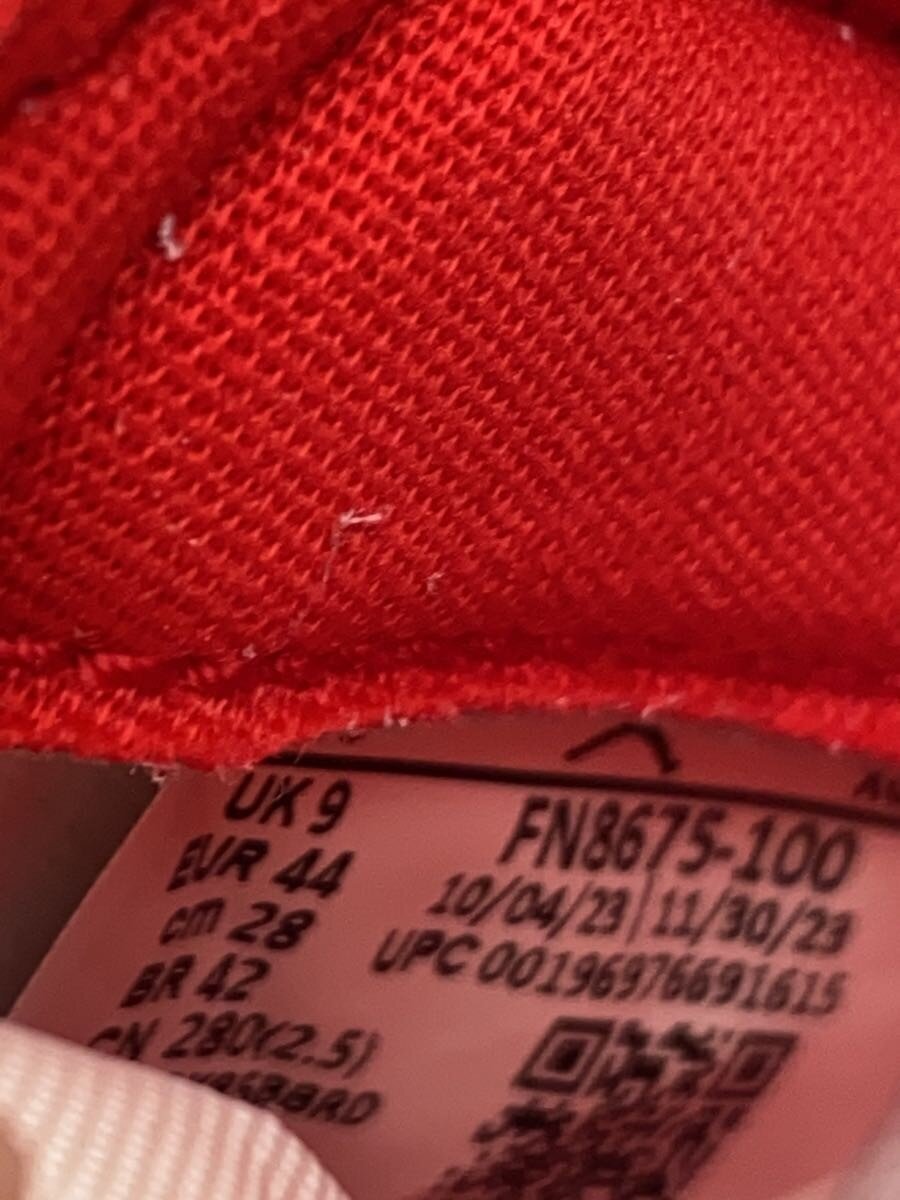 UK 9
EUR 44
cm 28
BR 42
CN 280(2.5)
FN8675-100
10/04/23 11/30/23
UPC 00196976691615